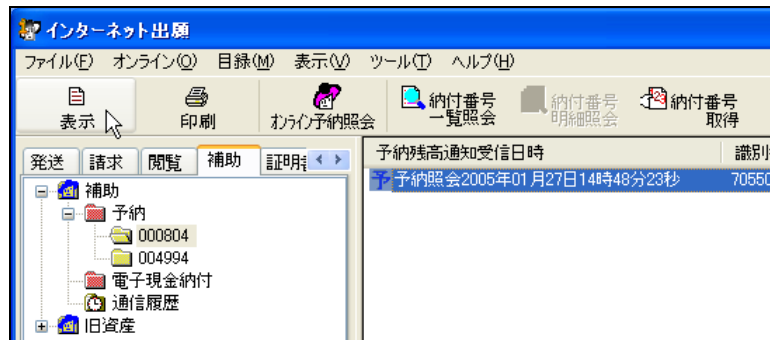 インターネット出願
ファイル(F) オンライン(O) 目録(M) 表示(V) ツール(T) ヘルプ(H)
表示
印刷
オンライン予納照会
納付番号
一覧照会
納付番号
明細照会
納付番号
取得
発送 請求 閲覧 補助
予納残高通知受信日時
識別
補助
予納
000804
004994
電子現金納付
通信履歴
旧資産
予 予納照会2005年01月27日14時48分23秒 70550